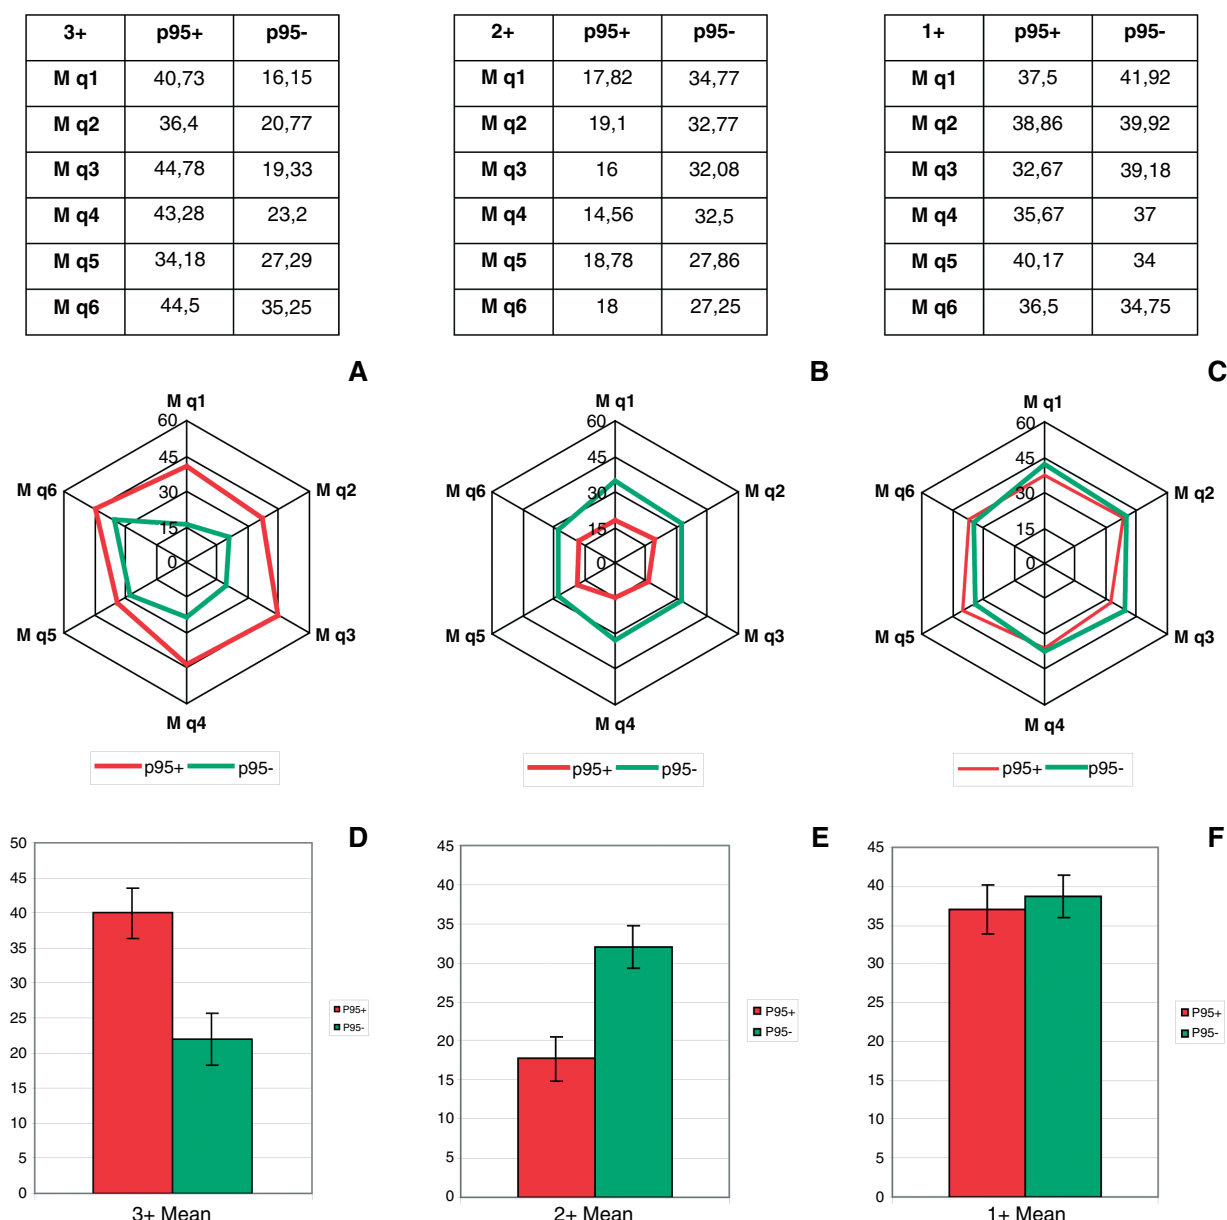 3+ p95+ p95-
M q1 40,73 16,15
M q2 36,4 20,77
M q3 44,78 19,33
M q4 43,28 23,2
M q5 34,18 27,29
M q6 44,5 35,25
2+ p95+ p95-
M q1 17,82 34,77
M q2 19,1 32,77
M q3 16 32,08
M q4 14,56 32,5
M q5 18,78 27,86
M q6 18 27,25
1+ p95+ p95-
M q1 37,5 41,92
M q2 38,86 39,92
M q3 32,67 39,18
M q4 35,67 37
M q5 40,17 34
M q6 36,5 34,75
A
M q1
60
45
30
15
0
M q6
M q2
M q5
M q3
M q4
p95+ p95-
B
M q1
60
45
30
15
0
M q6
M q2
M q5
M q3
M q4
p95+ p95-
C
M q1
60
45
30
15
0
M q6
M q2
M q5
M q3
M q4
p95+ p95-
D
50
45
40
35
30
25
20
15
10
5
0
P95+
P95-
3+ Mean
E
45
40
35
30
25
20
15
10
5
0
P95+
P95-
2+ Mean
F
45
40
35
30
25
20
15
10
5
0
P95+
P95-
1+ Mean